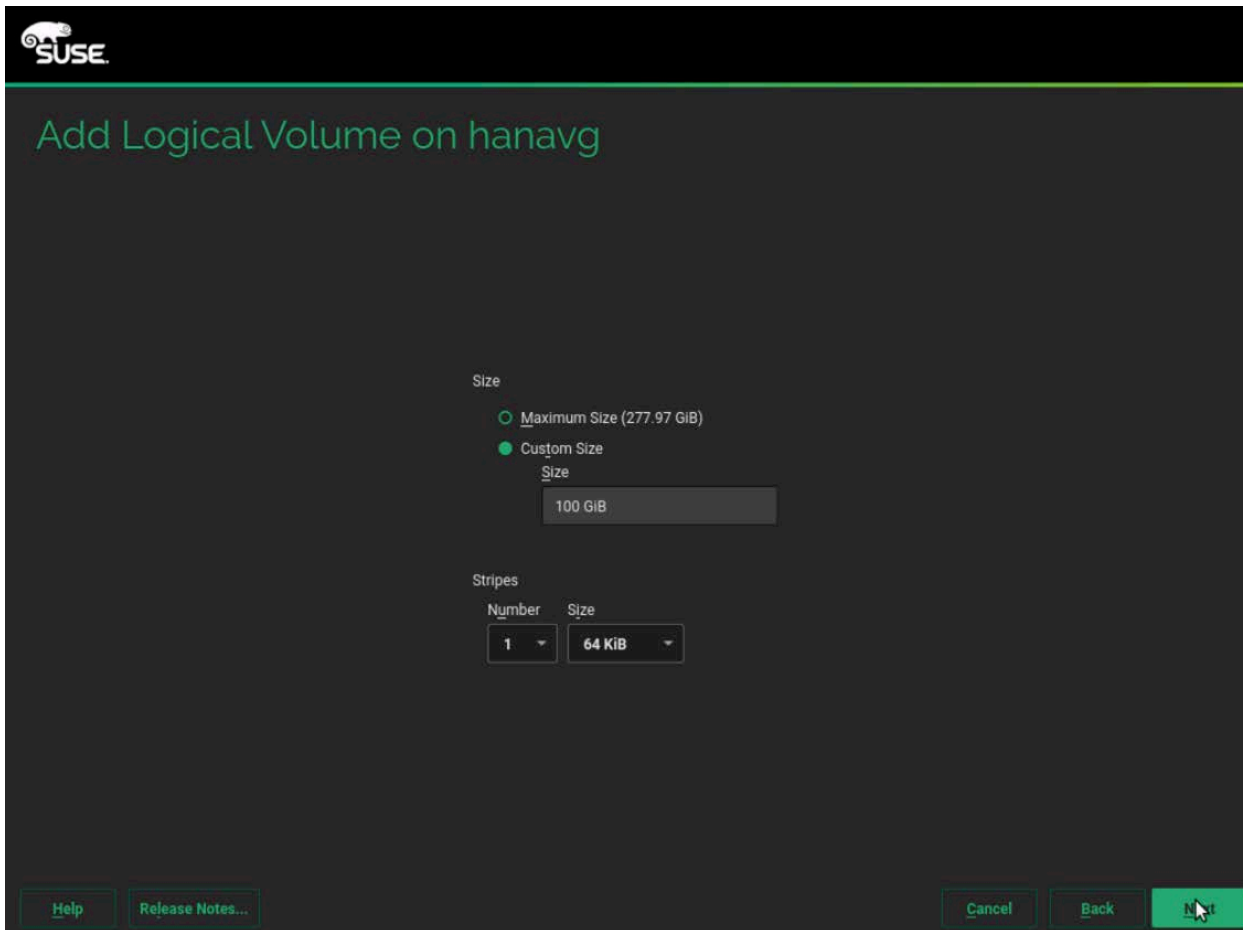 SUSE.
Add Logical Volume on hanavg
Size
Maximum Size (277.97 GiB)
Custom Size
Size
100 GiB
Stripes
Number Size
1 64 KiB
Help Release Notes... Cancel Back Next